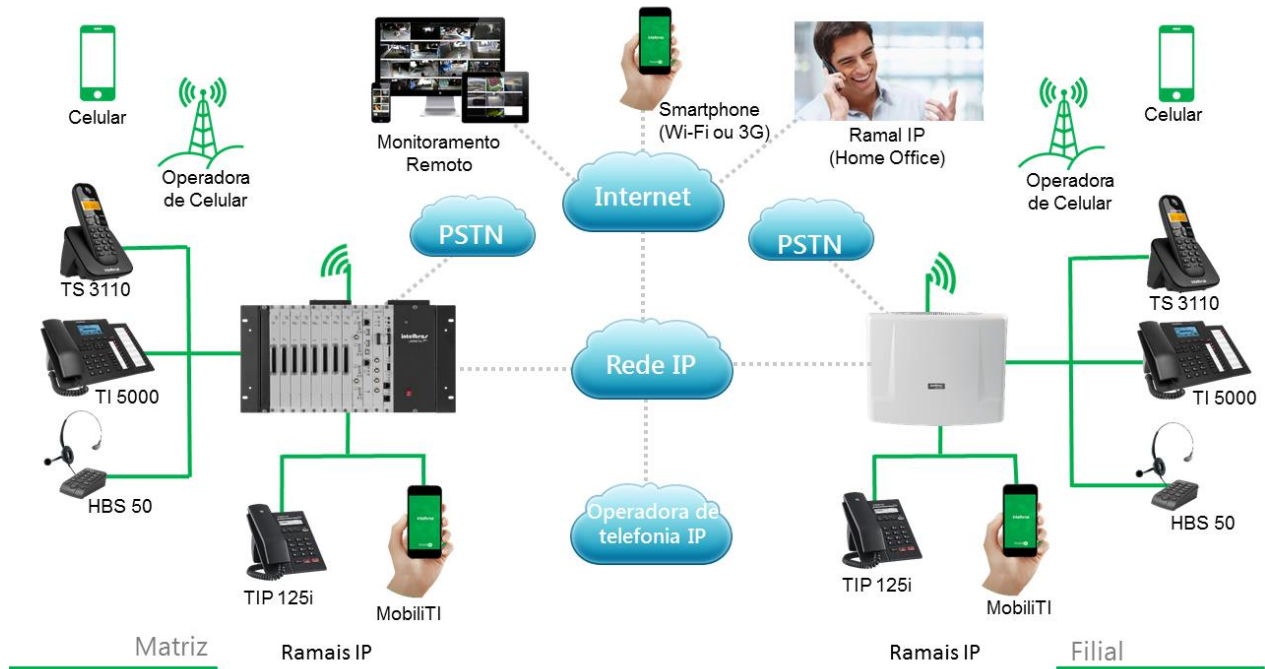 Celular
Operadora
de Celular
Monitoramento
Remoto
Smartphone
(Wi-Fi ou 3G)
Ramal IP
(Home Office)
Operadora
de Celular
Celular
Internet
PSTN
PSTN
TS 3110
TS 3110
intelbras
Rede IP
TI 5000
TI 5000
HBS 50
HBS 50
Operadora de
telefonia IP
TIP 125i
MobiliTI
TIP 125i
MobiliTI
Matriz
Ramais IP
Ramais IP
Filial